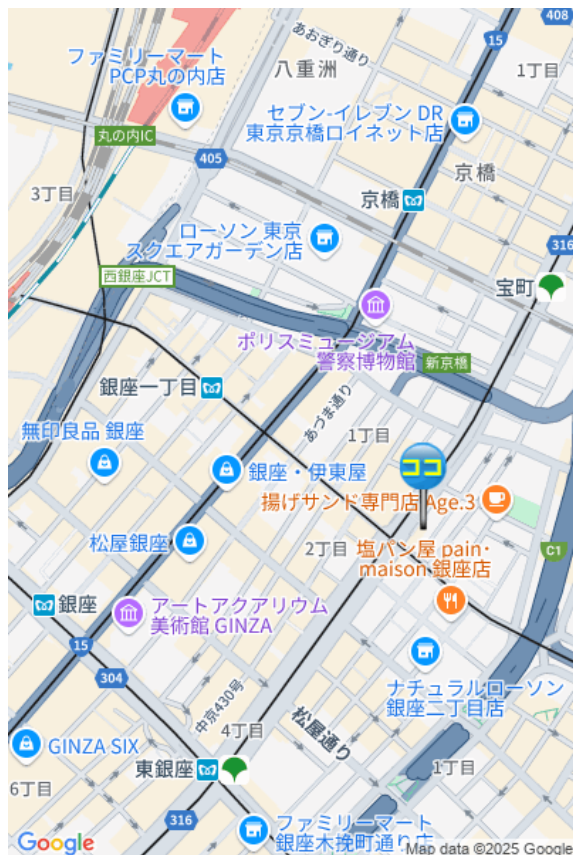 408
あおぎり通り
15
ファミリーマート
PCP丸の内店
八重洲
1丁目
セブン-イレブン DR
東京京橋ロイネット店
丸の内IC
405
京橋
3丁目
京橋
ローソン 東京
スクエアガーデン店
316
西銀座JCT
宝町
ポリスミュージアム
警察博物館
新京橋
銀座一丁目
あづま通り
無印良品 銀座
1丁目
銀座・伊東屋
ココ
揚げサンド専門店 Age.3
松屋銀座
2丁目
塩パン屋 pain･
maison 銀座店
C1
銀座
アートアクアリウム
美術館 GINZA
15
304
ナチュラルローソン
銀座二丁目店
中京430号
松屋通り
4丁目
GINZA SIX
東銀座
1丁目
6丁目
316
ファミリーマート
銀座木挽町通り店
Google
Map data ©2025 Google